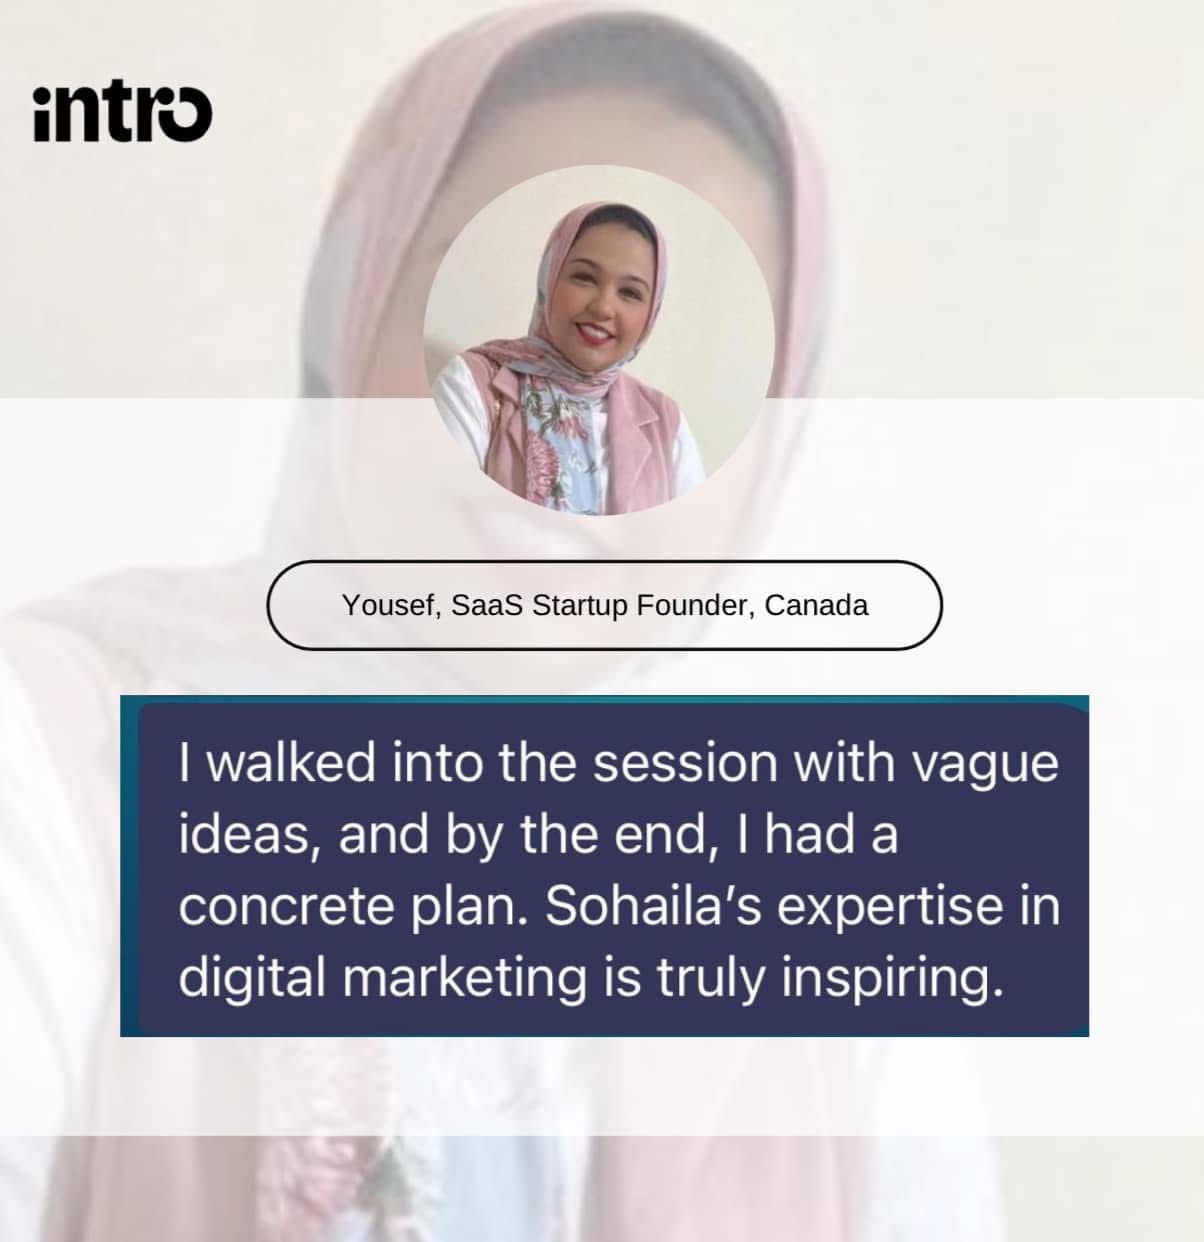 intro
Yousef, SaaS Startup Founder, Canada
I walked into the session with vague
ideas, and by the end, I had a
concrete plan. Sohaila’s expertise in
digital marketing is truly inspiring.